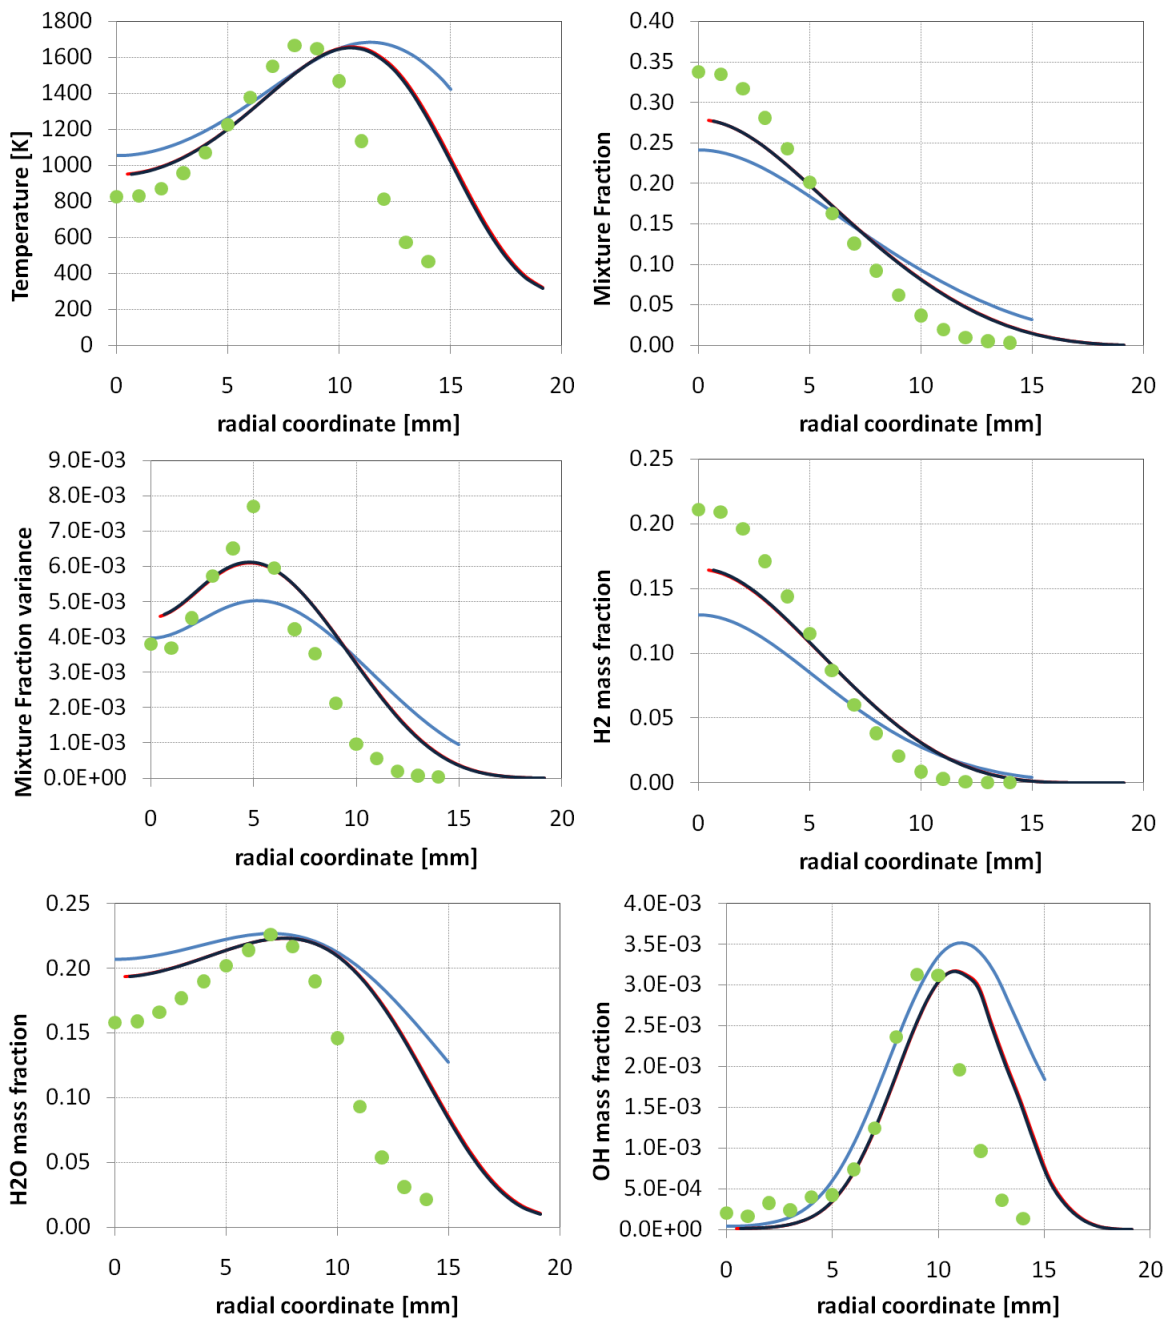 Temperature [K]
1800
1600
1400
1200
1000
800
600
400
200
0
0 5 10 15 20
radial coordinate [mm]
Mixture Fraction
0.40
0.35
0.30
0.25
0.20
0.15
0.10
0.05
0.00
0 5 10 15 20
radial coordinate [mm]
Mixture Fraction variance
9.0E-03
8.0E-03
7.0E-03
6.0E-03
5.0E-03
4.0E-03
3.0E-03
2.0E-03
1.0E-03
0.0E+00
0 5 10 15 20
radial coordinate [mm]
H2 mass fraction
0.25
0.20
0.15
0.10
0.05
0.00
0 5 10 15 20
radial coordinate [mm]
H2O mass fraction
0.25
0.20
0.15
0.10
0.05
0.00
0 5 10 15 20
radial coordinate [mm]
OH mass fraction
4.0E-03
3.5E-03
3.0E-03
2.5E-03
2.0E-03
1.5E-03
1.0E-03
5.0E-04
0.0E+00
0 5 10 15 20
radial coordinate [mm]